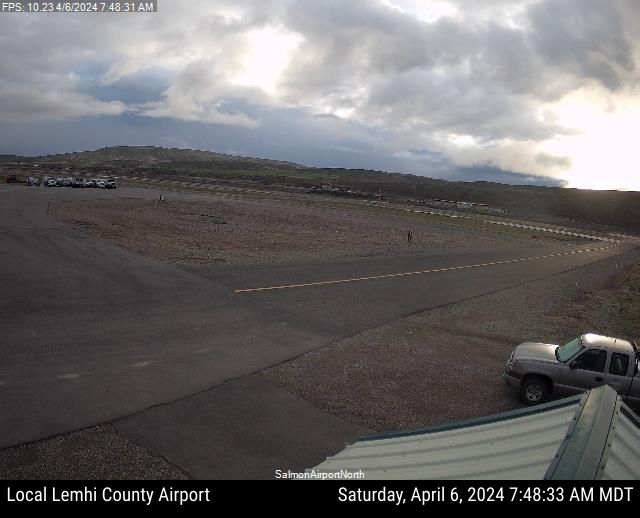 FPS: 10.23 4/6/2024 7:48:31 AM
SalmonAirportNorth
Local Lemhi County Airport
Saturday, April 6, 2024 7:48:33 AM MDT